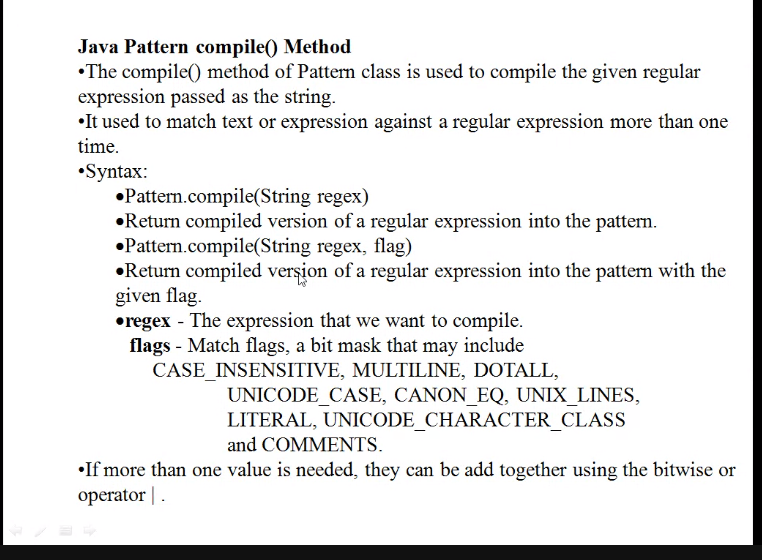 Java Pattern compile() Method
•The compile() method of Pattern class is used to compile the given regular
expression passed as the string.
•It used to match text or expression against a regular expression more than one
time.
•Syntax:
•Pattern.compile(String regex)
•Return compiled version of a regular expression into the pattern.
•Pattern.compile(String regex, flag)
•Return compiled version of a regular expression into the pattern with the
given flag.
•regex - The expression that we want to compile.
flags - Match flags, a bit mask that may include
CASE_INSENSITIVE, MULTILINE, DOTALL,
UNICODE_CASE, CANON_EQ, UNIX_LINES,
LITERAL, UNICODE_CHARACTER_CLASS
and COMMENTS.
•If more than one value is needed, they can be add together using the bitwise or
operator | .